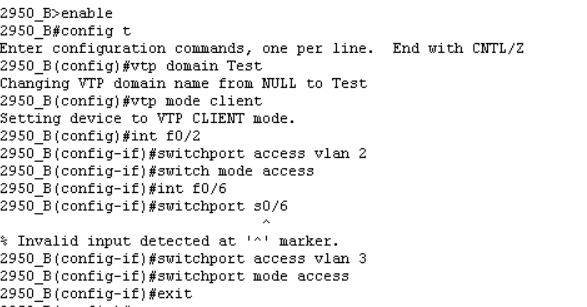 2950_B>enable
2950_B#config t
Enter configuration commands, one per line.  End with CNTL/Z
2950_B(config)#vtp domain Test
Changing VTP domain name from NULL to Test
2950_B(config)#vtp mode client
Setting device to VTP CLIENT mode.
2950_B(config)#int f0/2
2950_B(config-if)#switchport access vlan 2
2950_B(config-if)#switch mode access
2950_B(config-if)#int f0/6
2950_B(config-if)#switchport s0/6
^
% Invalid input detected at '^' marker.
2950_B(config-if)#switchport access vlan 3
2950_B(config-if)#switchport mode access
2950_B(config-if)#exit